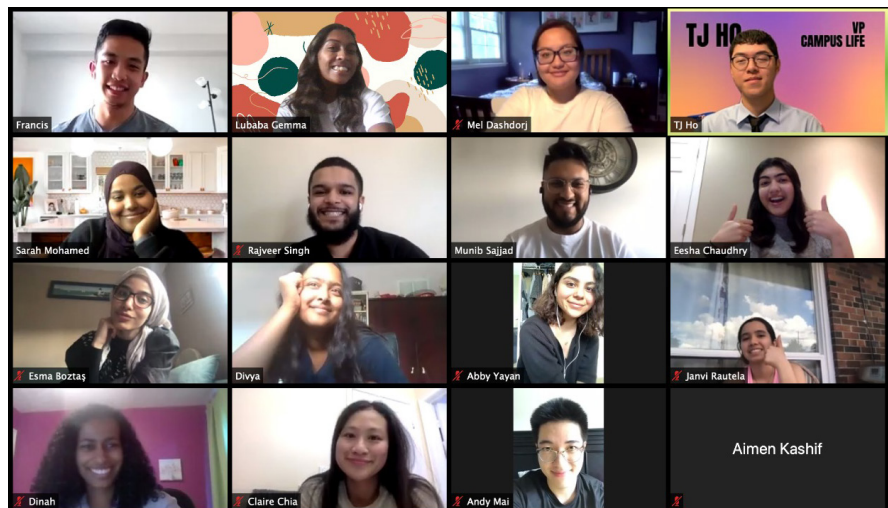 Francis
Lubaba Gemma
Mel Dashdorj
TJ HO
VP
CAMPUS LIFE
TJ Ho
Sarah Mohamed
Rajveer Singh
Munib Sajjad
Eesha Chaudhry
Esma Boztaş
Divya
Abby Yayan
Janvi Rautela
Dinah
Claire Chia
Andy Mai
Aimen Kashif